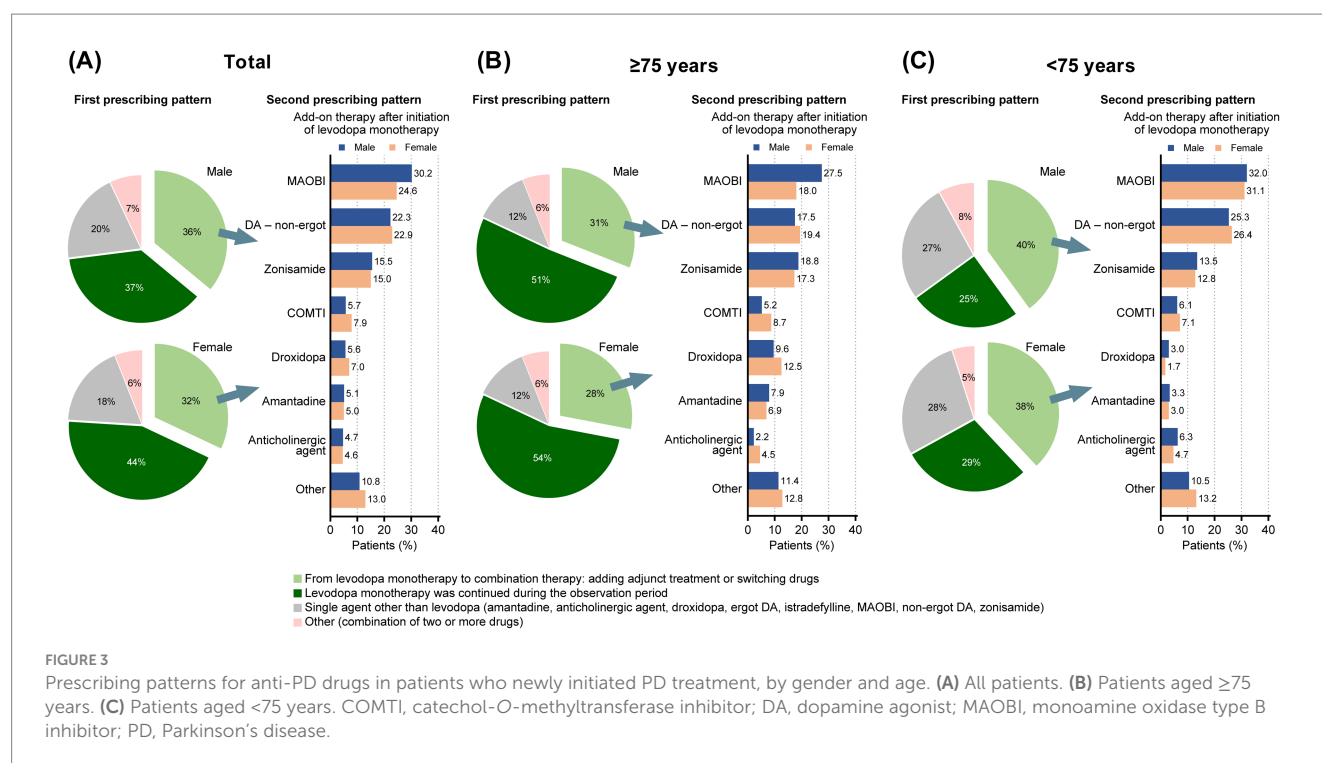 (A) Total
First prescribing pattern
Second prescribing pattern
Add-on therapy after initiation
of levodopa monotherapy
Male Female
Male
7%
20%
36%
37%
Female
6%
18%
32%
44%
MAOBI 30.2
24.6
DA – non-ergot 22.3
22.9
Zonisamide 15.5
15.0
COMTI 5.7
7.9
Droxidopa 5.6
7.0
Amantadine 5.1
5.0
Anticholinergic
agent
4.7
4.6
Other 10.8
13.0
0 10 20 30 40
Patients (%)
(B) ≥75 years
First prescribing pattern
Second prescribing pattern
Add-on therapy after initiation
of levodopa monotherapy
Male Female
Male
6%
12%
31%
51%
Female
6%
12%
28%
54%
MAOBI 27.5
18.0
DA – non-ergot 17.5
19.4
Zonisamide 18.8
17.3
COMTI 5.2
8.7
Droxidopa 9.6
12.5
Amantadine 7.9
6.9
Anticholinergic
agent
2.2
4.5
Other 11.4
12.8
0 10 20 30 40
Patients (%)
(C) <75 years
First prescribing pattern
Second prescribing pattern
Add-on therapy after initiation
of levodopa monotherapy
Male Female
Male
8%
27%
40%
25%
Female
5%
28%
38%
29%
MAOBI 32.0
31.1
DA – non-ergot 25.3
26.4
Zonisamide 13.5
12.8
COMTI 6.1
7.1
Droxidopa 3.0
1.7
Amantadine 3.3
3.0
Anticholinergic
agent
6.3
4.7
Other 10.5
13.2
0 10 20 30 40
Patients (%)
From levodopa monotherapy to combination therapy: adding adjunct treatment or switching drugs
Levodopa monotherapy was continued during the observation period
Single agent other than levodopa (amantadine, anticholinergic agent, droxidopa, ergot DA, istradefylline, MAOBI, non-ergot DA, zonisamide)
Other (combination of two or more drugs)
FIGURE 3
Prescribing patterns for anti-PD drugs in patients who newly initiated PD treatment, by gender and age. (A) All patients. (B) Patients aged ≥75
years. (C) Patients aged <75 years. COMTI, catechol-O-methyltransferase inhibitor; DA, dopamine agonist; MAOBI, monoamine oxidase type B
inhibitor; PD, Parkinson's disease.